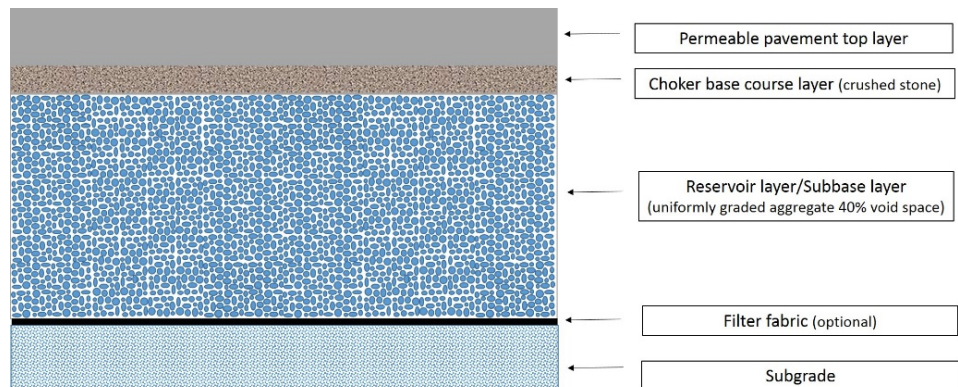 Permeable pavement top layer
Choker base course layer (crushed stone)
Reservoir layer/Subbase layer
(uniformly graded aggregate 40% void space)
Filter fabric (optional)
Subgrade